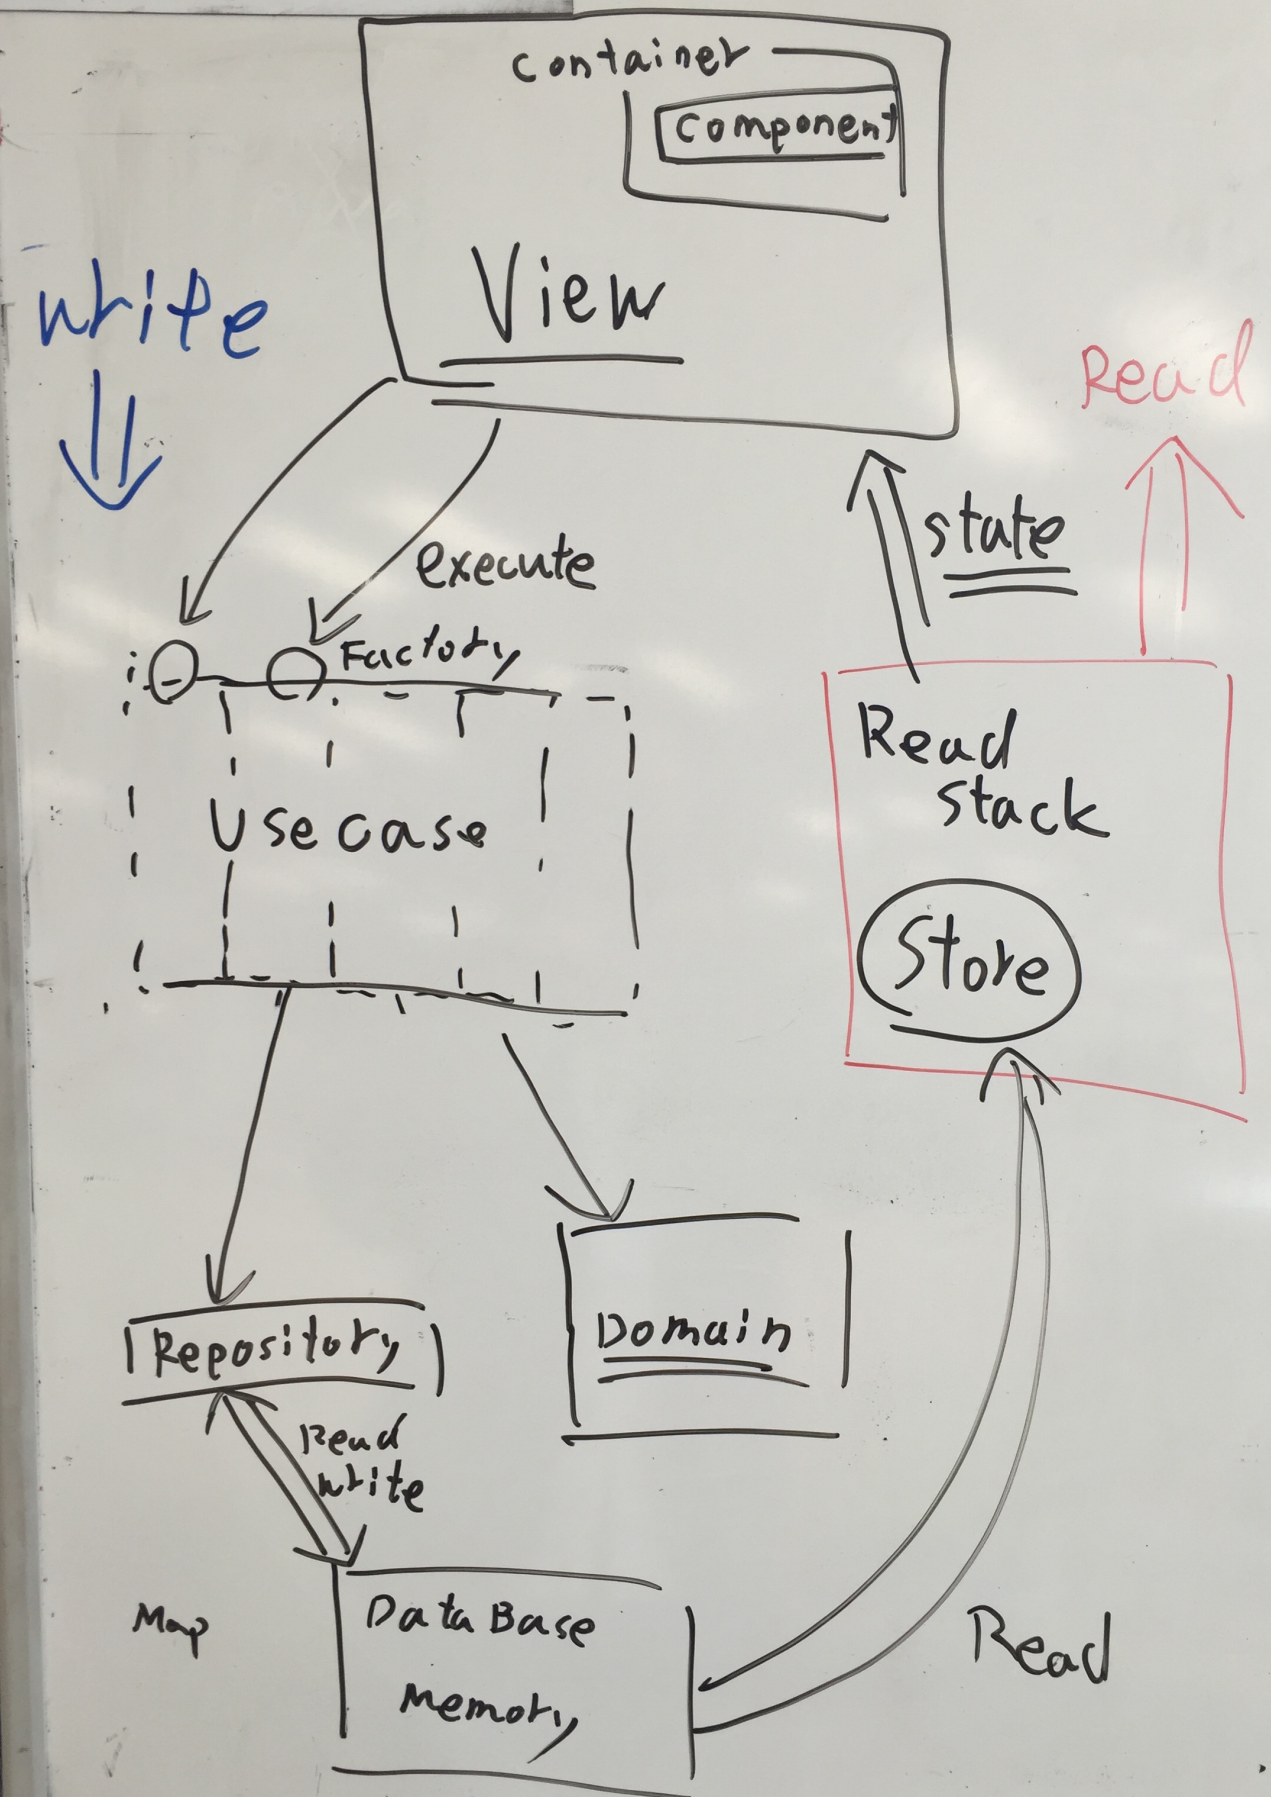 container
component
View
write
Read
state
execute
i
Factory
Usecase
Read
stack
Store
Repository
Domain
Read
write
Map
DataBase
Memory
Read